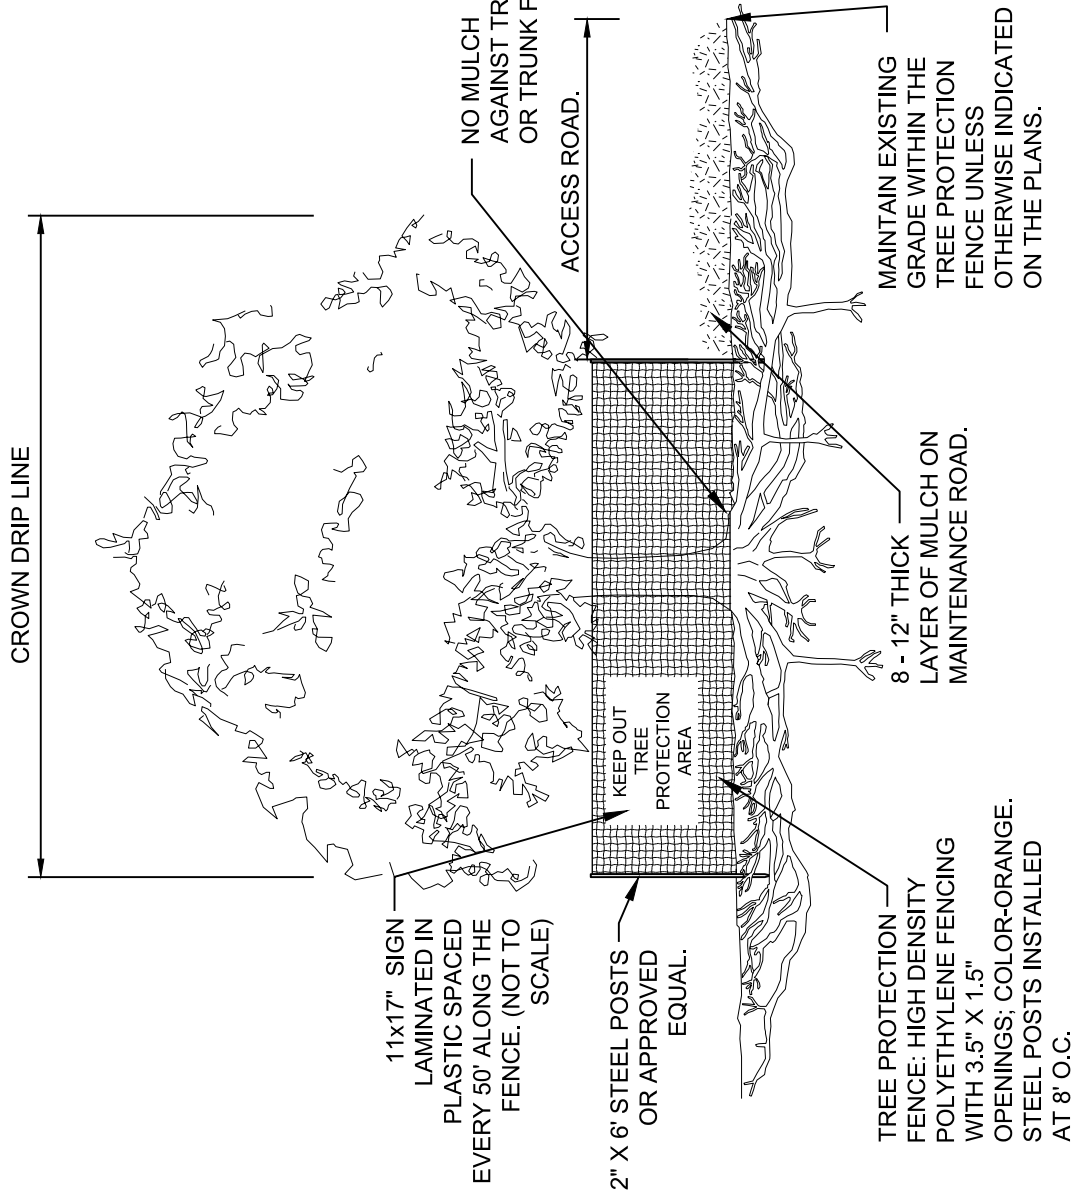 CROWN DRIP LINE
NO MULCH
AGAINST
OR TRUNK
ACCESS ROAD.
11x17" SIGN
LAMINATED IN
PLASTIC SPACED
EVERY 50' ALONG THE
FENCE. (NOT TO
SCALE)
KEEP OUT
TREE
PROTECTION
AREA
2" X 6' STEEL POSTS
OR APPROVED
EQUAL.
TREE PROTECTION
FENCE: HIGH DENSITY
POLYETHYLENE FENCING
WITH 3.5" X 1.5"
OPENINGS; COLOR-ORANGE.
STEEL POSTS INSTALLED
AT 8' O.C.
8 - 12" THICK
LAYER OF MULCH ON
MAINTENANCE ROAD.
MAINTAIN EXISTING
GRADE WITHIN THE
TREE PROTECTION
FENCE UNLESS
OTHERWISE INDICATED
ON THE PLANS.